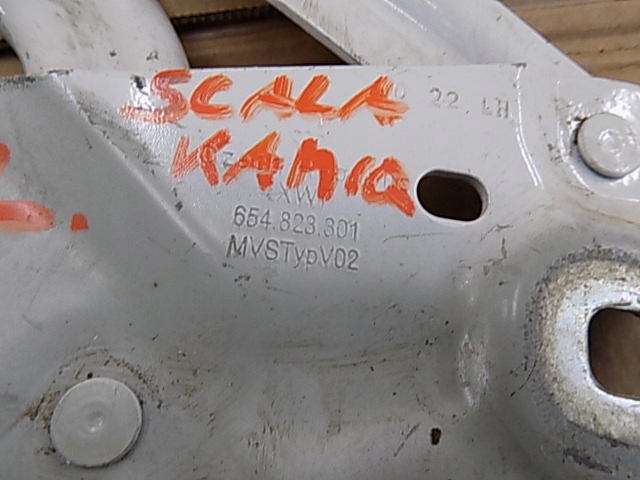 SCALA
22 LH
KAMIQ
654.823.301
MVSTypV02
L.